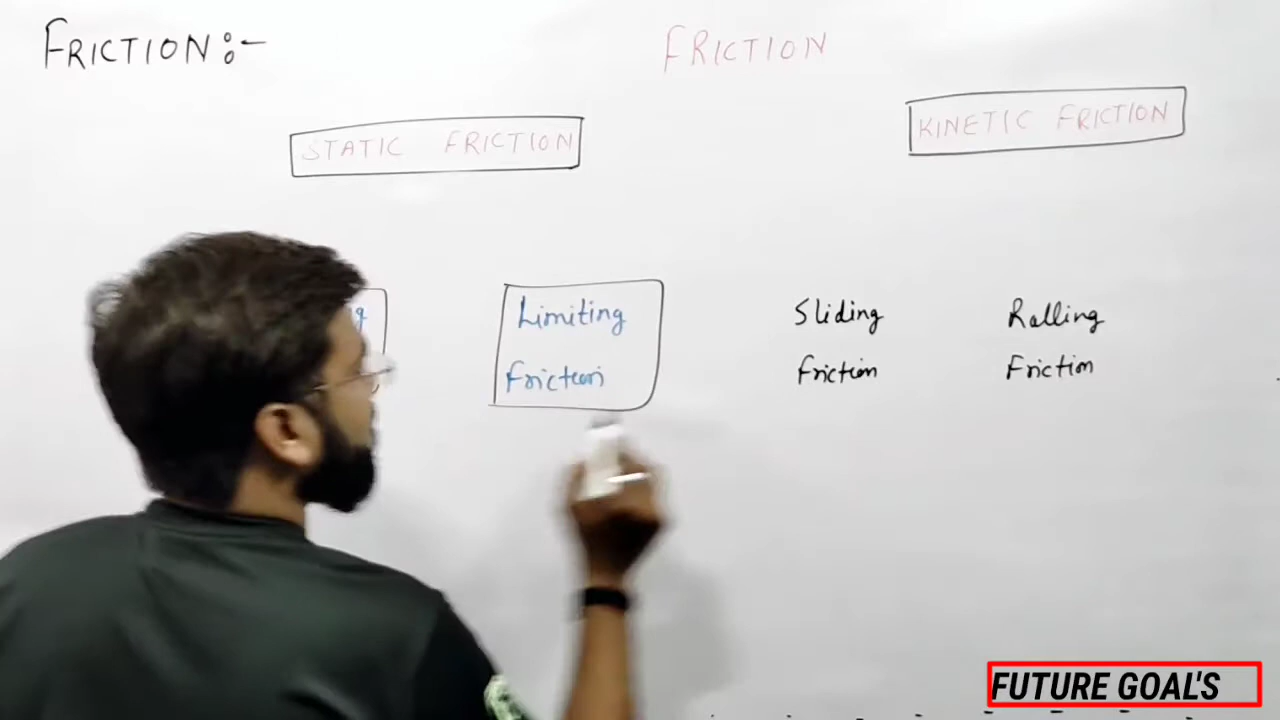 FRICTION:-
FRICTION
STATIC FRICTION
KINETIC FRICTION
Limiting
Friction
Sliding
Friction
Rolling
Friction
FUTURE GOAL'S